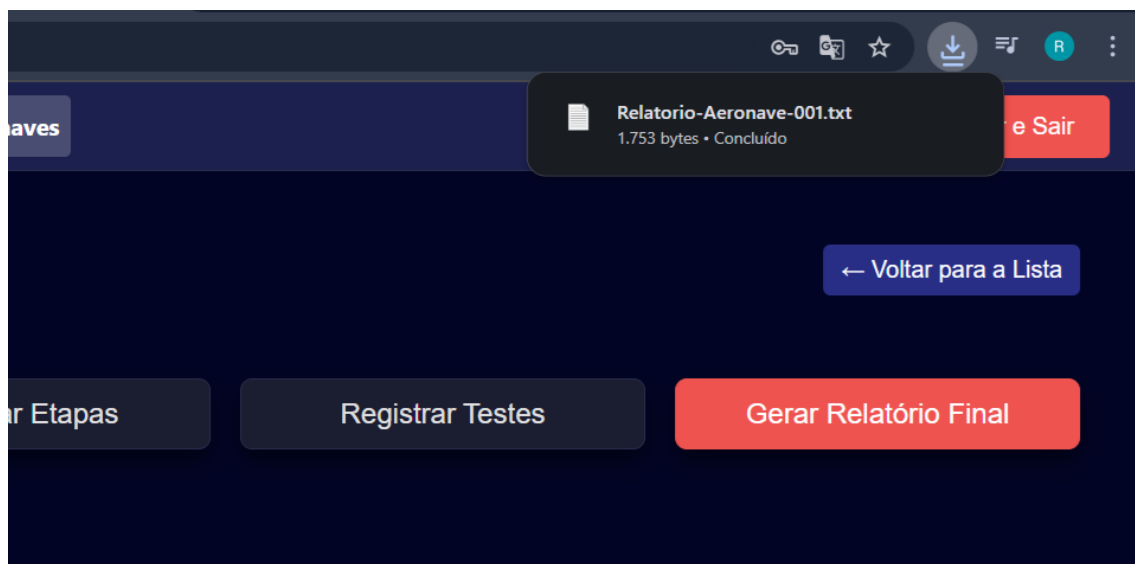 R
Relatorio-Aeronave-001.txt
1.753 bytes • Concluído
aves
e Sair
← Voltar para a Lista
ar Etapas
Registrar Testes
Gerar Relatório Final